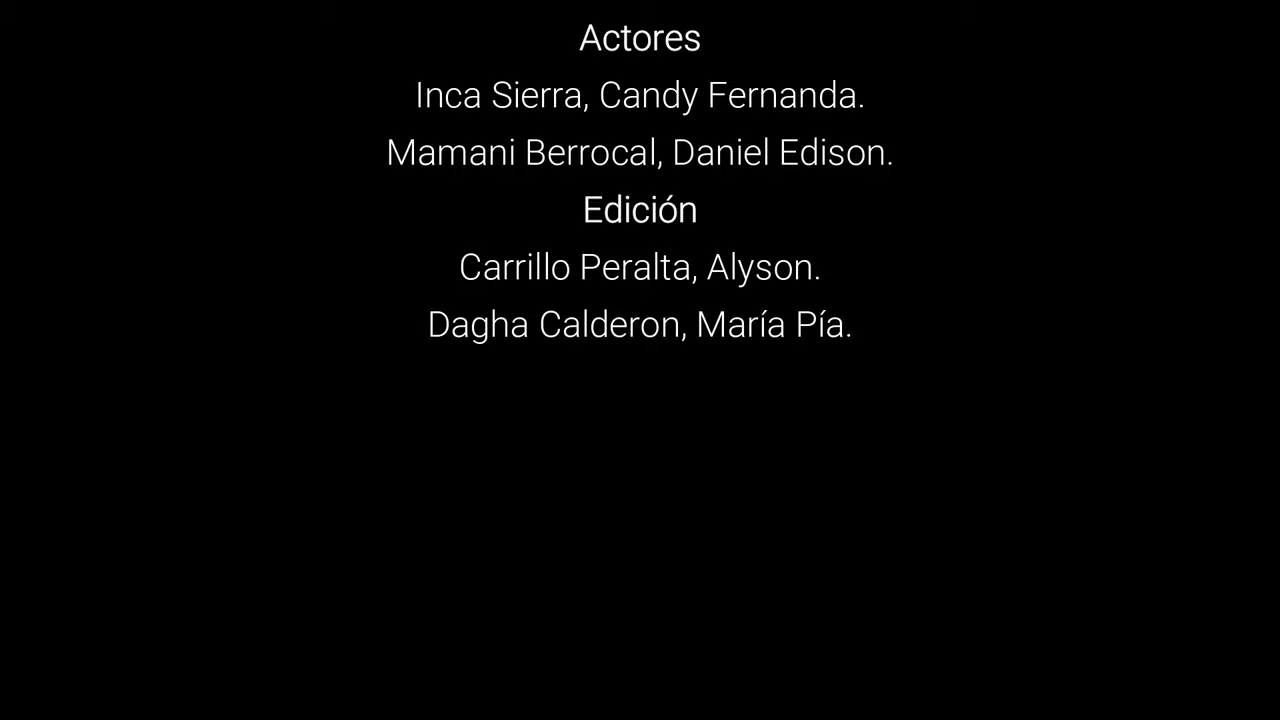 Actores
Inca Sierra, Candy Fernanda.
Mamani Berrocal, Daniel Edison.
Edición
Carrillo Peralta, Alyson.
Dagha Calderon, María Pía.